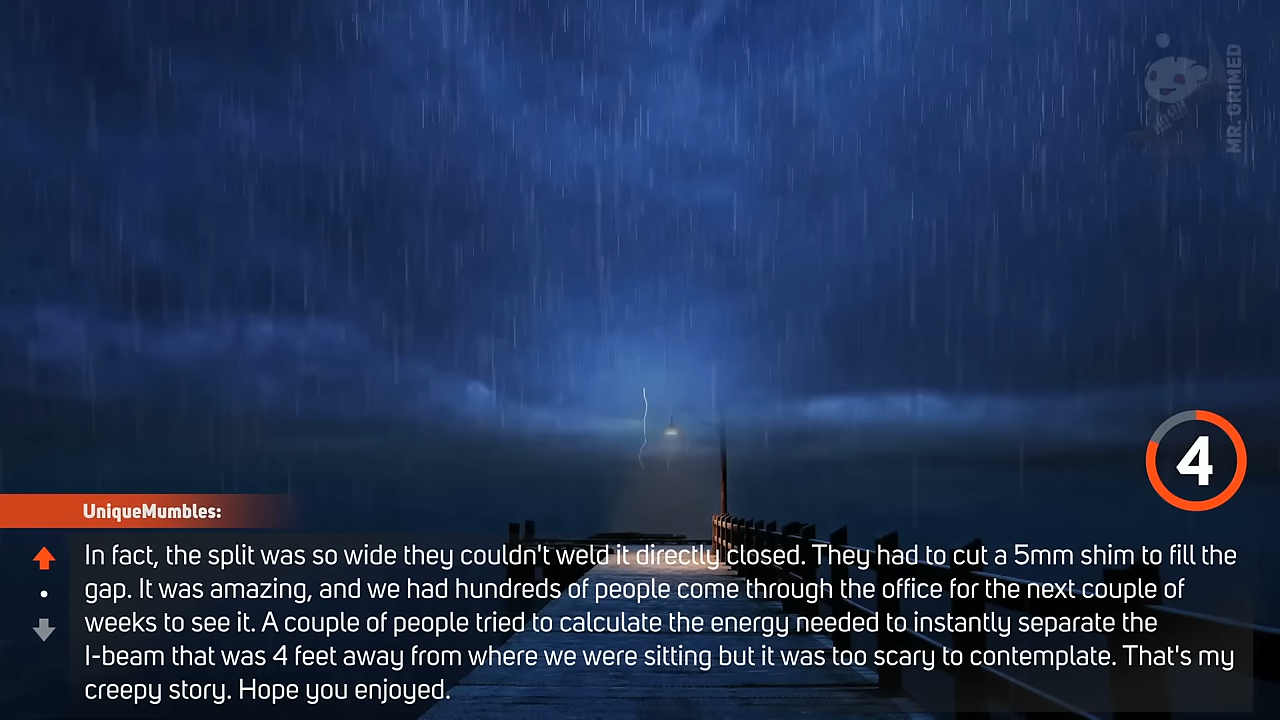 MR. GRIMED
4
UniqueMumbles:
In fact, the split was so wide they couldn't weld it directly closed. They had to cut a 5mm shim to fill the
gap. It was amazing, and we had hundreds of people come through the office for the next couple of
weeks to see it. A couple of people tried to calculate the energy needed to instantly separate the
I-beam that was 4 feet away from where we were sitting but it was too scary to contemplate. That's my
creepy story. Hope you enjoyed.